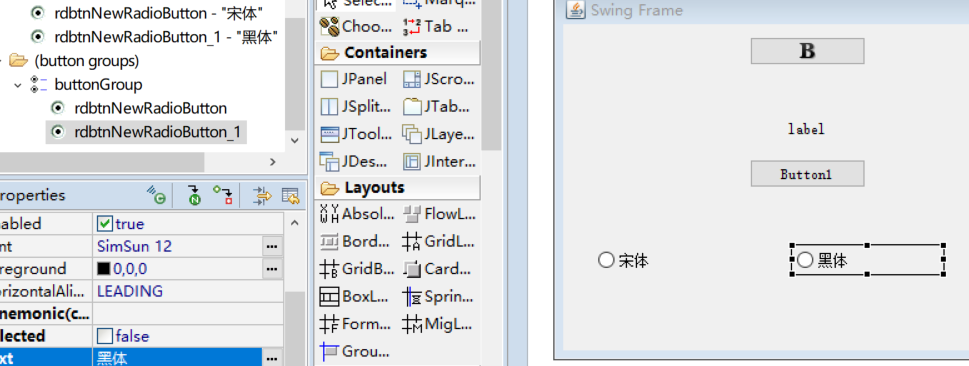 rdbtnNewRadioButton - "宋体"
rdbtnNewRadioButton_1 - "黑体"
(button groups)
buttonGroup
rdbtnNewRadioButton
rdbtnNewRadioButton_1
roperties
abled
true
nt
SimSun 12
...
reground
0,0,0
...
rizontalAli...
LEADING
nemonic(c...
lected
false
xt
黑体
...
Selec...
Marq...
Choo...
Tab ...
Containers
JPanel
JScro...
JSplit...
JTab...
JTool...
JLaye...
JDes...
JInter...
Layouts
Absol...
FlowL...
Bord...
GridL...
GridB...
Card...
BoxL...
Sprin...
Form...
MigL...
Grou...
Swing Frame
B
label
Button1
宋体
黑体